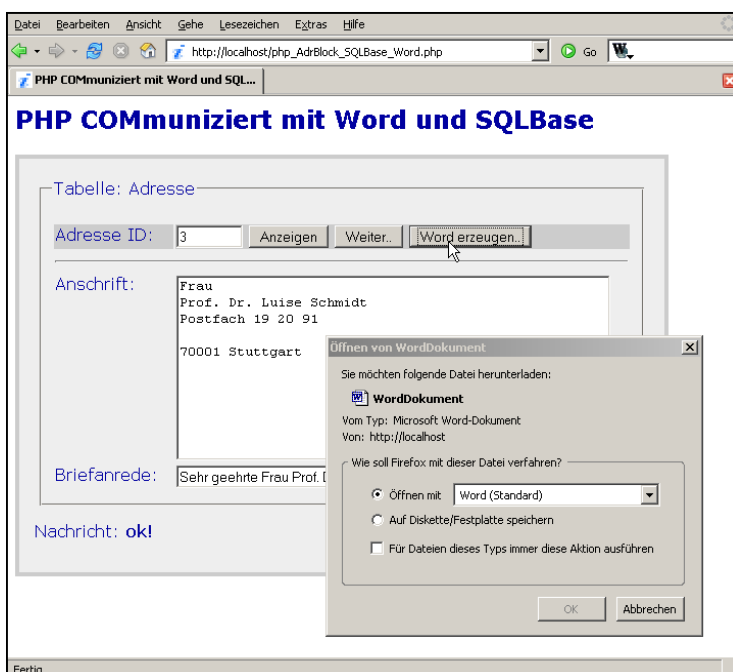 Datei Bearbeiten Ansicht Gehe Lesezeichen Extras Hilfe
http://localhost/php_AdrBlock_SQLBase_Word.php Go W
PHP COMmuniziert mit Word und SQL...
PHP COMmuniziert mit Word und SQLBase
Tabelle: Adresse
Adresse ID: 3 Anzeigen Weiter.. Word erzeugen..
Anschrift:
Frau
Prof. Dr. Luise Schmidt
Postfach 19 20 91
70001 Stuttgart
Öffnen von WordDokument
Sie möchten folgende Datei herunterladen:
WordDokument
Vom Typ: Microsoft Word-Dokument
Von: http://localhost
Wie soll Firefox mit dieser Datei verfahren?
Öffnen mit Word (Standard)
Auf Diskette/Festplatte speichern
Für Dateien dieses Typs immer diese Aktion ausführen
OK Abbrechen
Briefanrede: Sehr geehrte Frau Prof.
Nachricht: ok!
Fertig